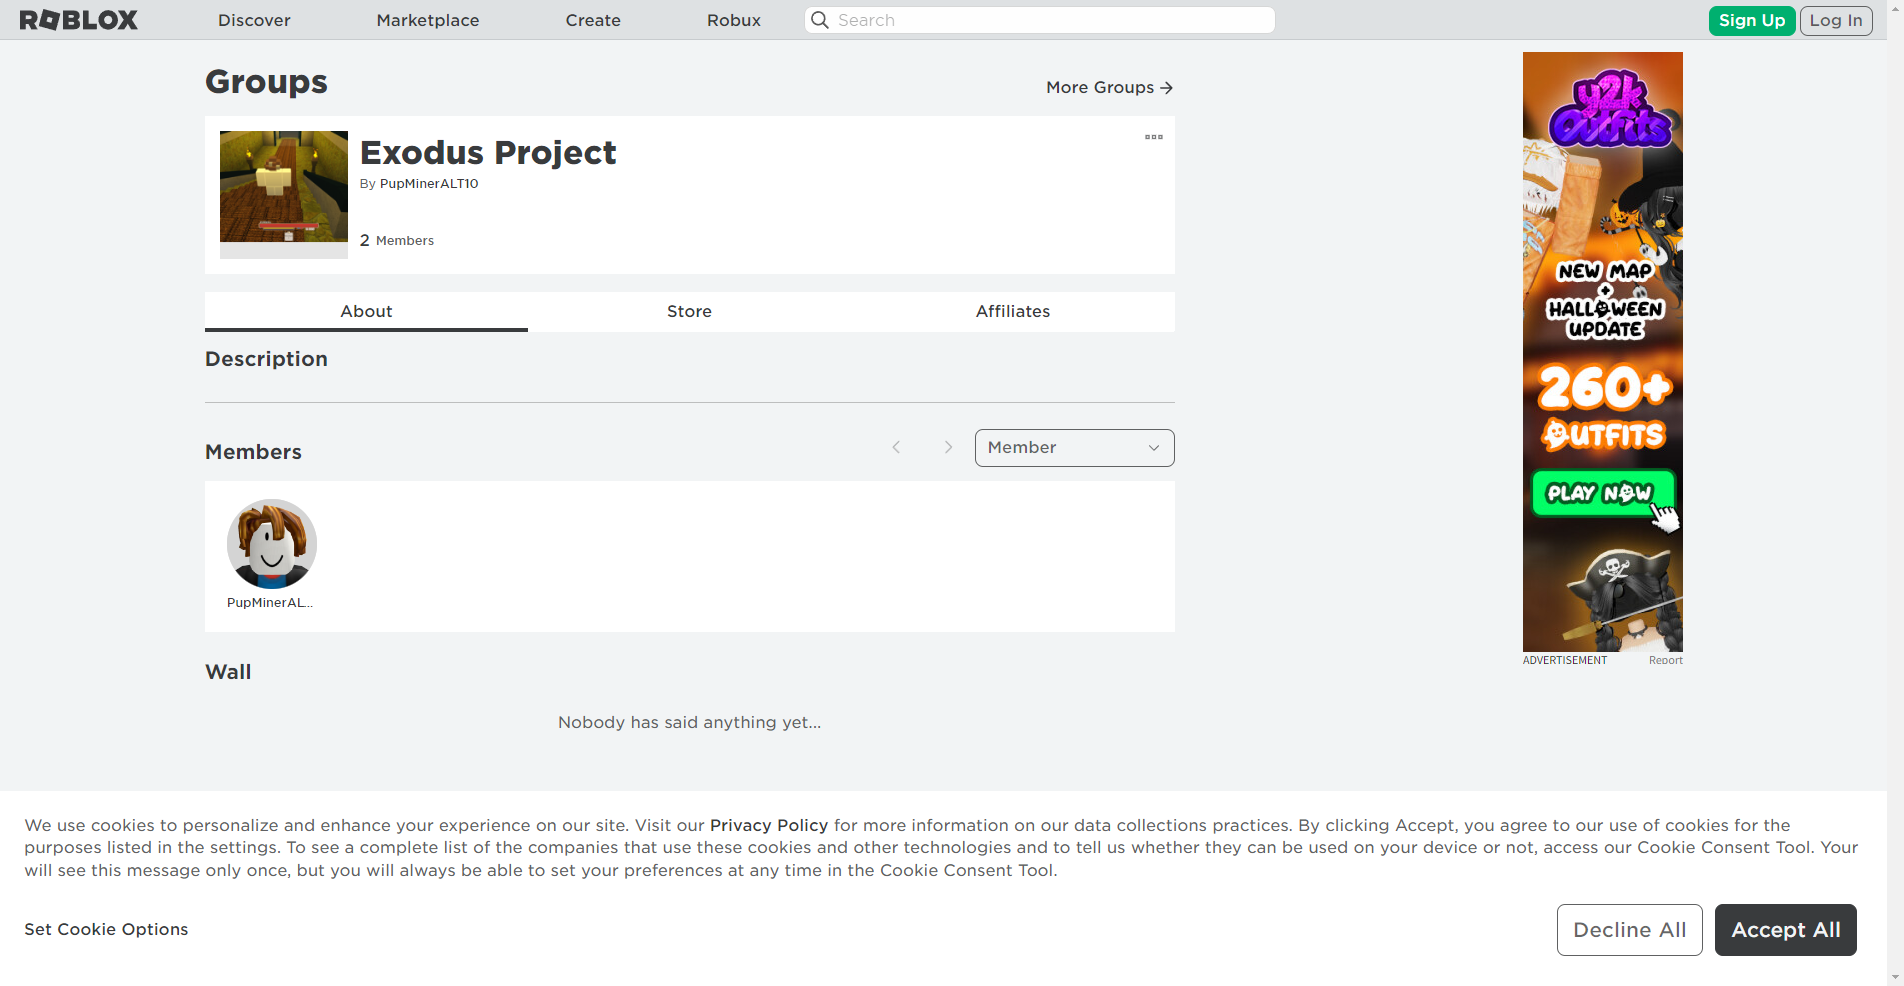 ROBLOX
Discover
Marketplace
Create
Robux
Search
Sign Up
Log In
Groups
More Groups
Exodus Project
By PupMinerALT10
2 Members
About
Store
Affiliates
Description
Members
Member
PupMinerAL...
Wall
Nobody has said anything yet...
y2k
Outfits
NEW MAP
+
HALLOWEEN
UPDATE
260+
OUTFITS
PLAY NOW
ADVERTISEMENT
Report
We use cookies to personalize and enhance your experience on our site. Visit our Privacy Policy for more information on our data collections practices. By clicking Accept, you agree to our use of cookies for the
purposes listed in the settings. To see a complete list of the companies that use these cookies and other technologies and to tell us whether they can be used on your device or not, access our Cookie Consent Tool. Your
will see this message only once, but you will always be able to set your preferences at any time in the Cookie Consent Tool.
Set Cookie Options
Decline All
Accept All